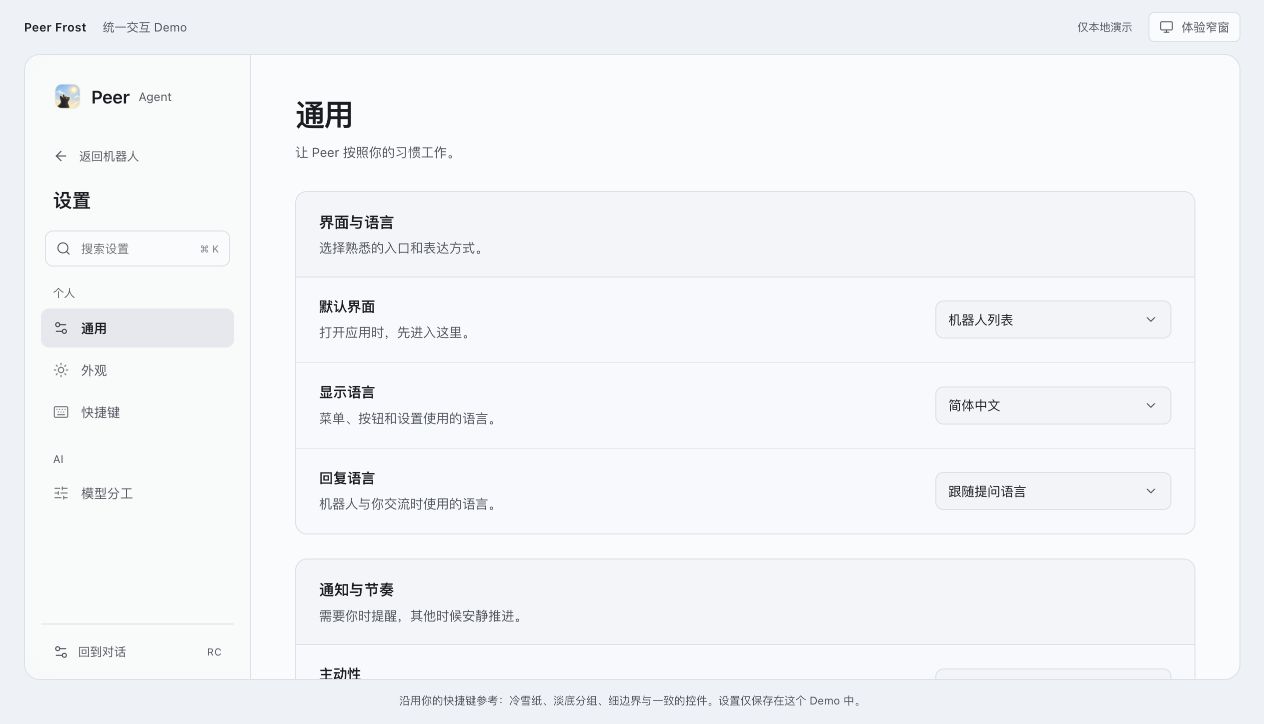 Peer Frost 统一交互 Demo
仅本地演示
体验窄窗
Peer Agent
返回机器人
设置
搜索设置 ⌘ K
个人
通用
外观
快捷键
AI
模型分工
回到对话 RC
通用
让 Peer 按照你的习惯工作。
界面与语言
选择熟悉的入口和表达方式。
默认界面
打开应用时，先进入这里。
机器人列表
显示语言
菜单、按钮和设置使用的语言。
简体中文
回复语言
机器人与你交流时使用的语言。
跟随提问语言
通知与节奏
需要你时提醒，其他时候安静推进。
主动性
沿用你的快捷键参考：冷雪纸、淡底分组、细边界与一致的控件。设置仅保存在这个 Demo 中。